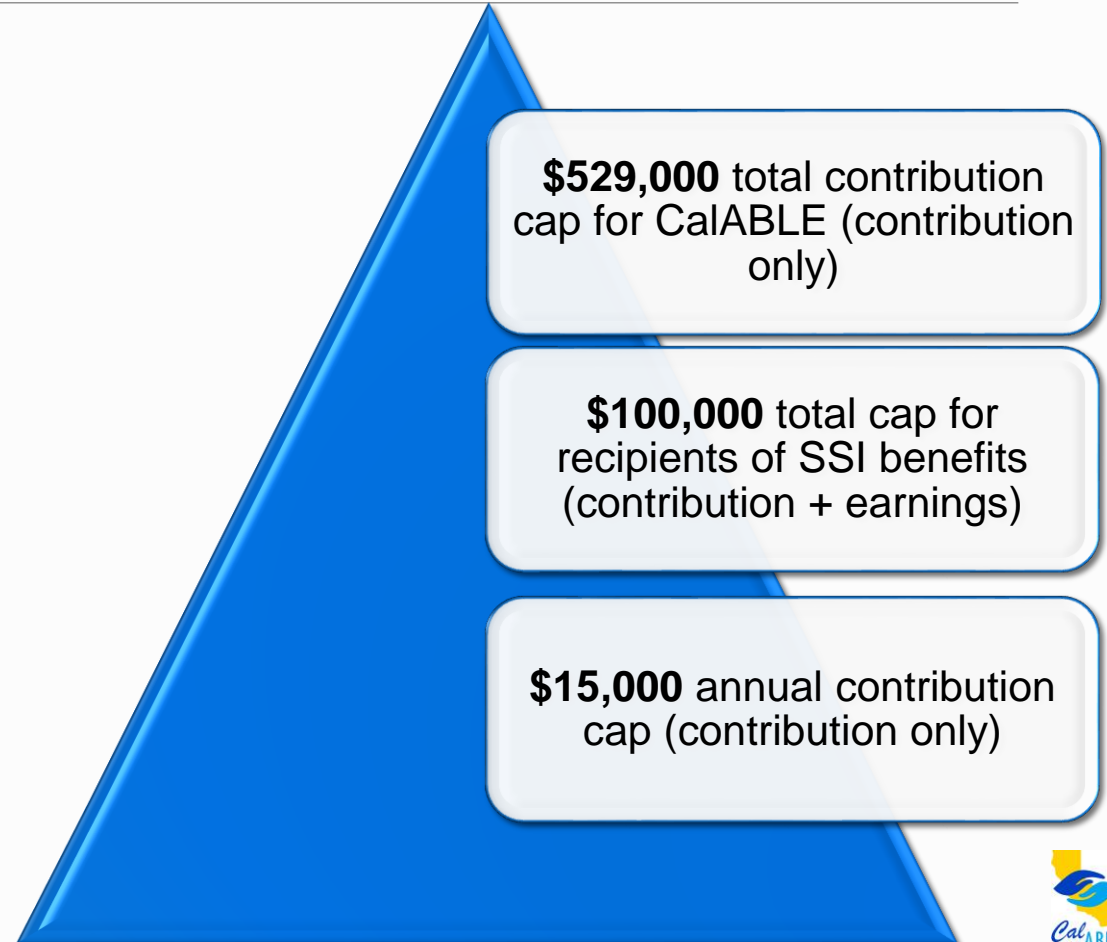 $529,000 total contribution
cap for CalABLE (contribution
only)
$100,000 total cap for
recipients of SSI benefits
(contribution + earnings)
$15,000 annual contribution
cap (contribution only)